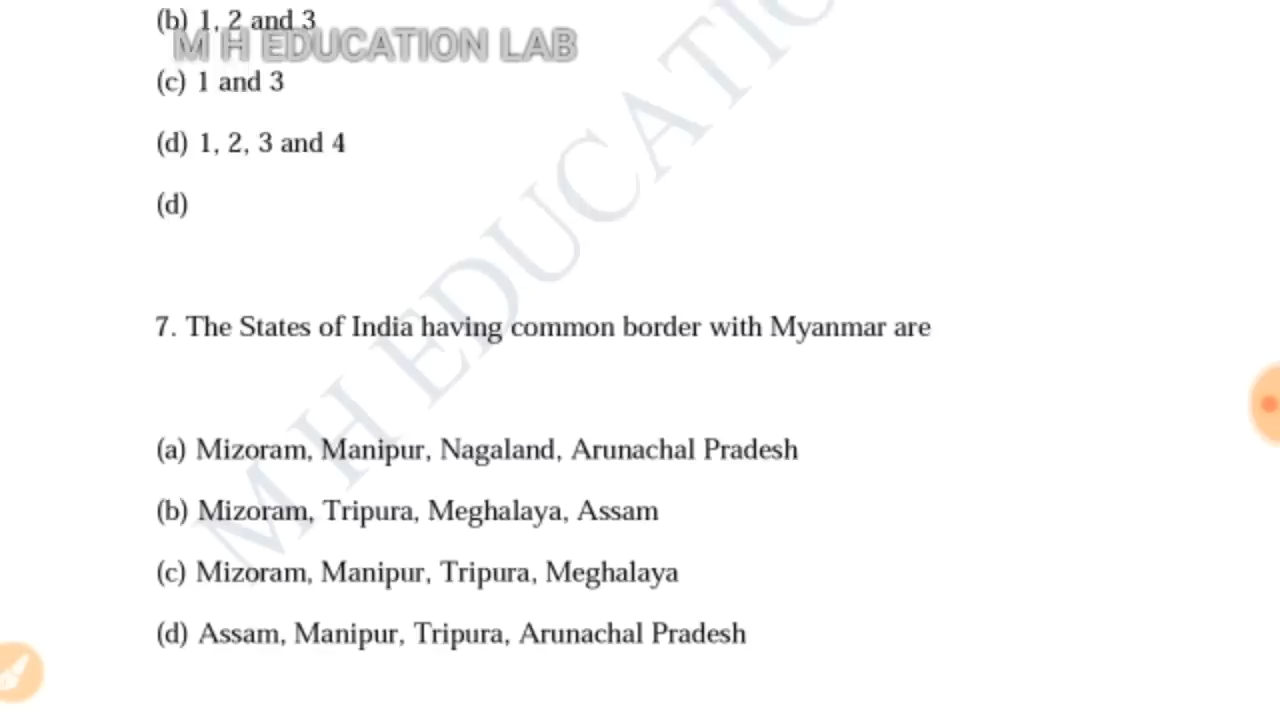 (b) 1, 2 and 3
M H EDUCATION LAB
(c) 1 and 3
(d) 1, 2, 3 and 4
(d)
7. The States of India having common border with Myanmar are
(a) Mizoram, Manipur, Nagaland, Arunachal Pradesh
(b) Mizoram, Tripura, Meghalaya, Assam
(c) Mizoram, Manipur, Tripura, Meghalaya
(d) Assam, Manipur, Tripura, Arunachal Pradesh
M H EDUCATIO